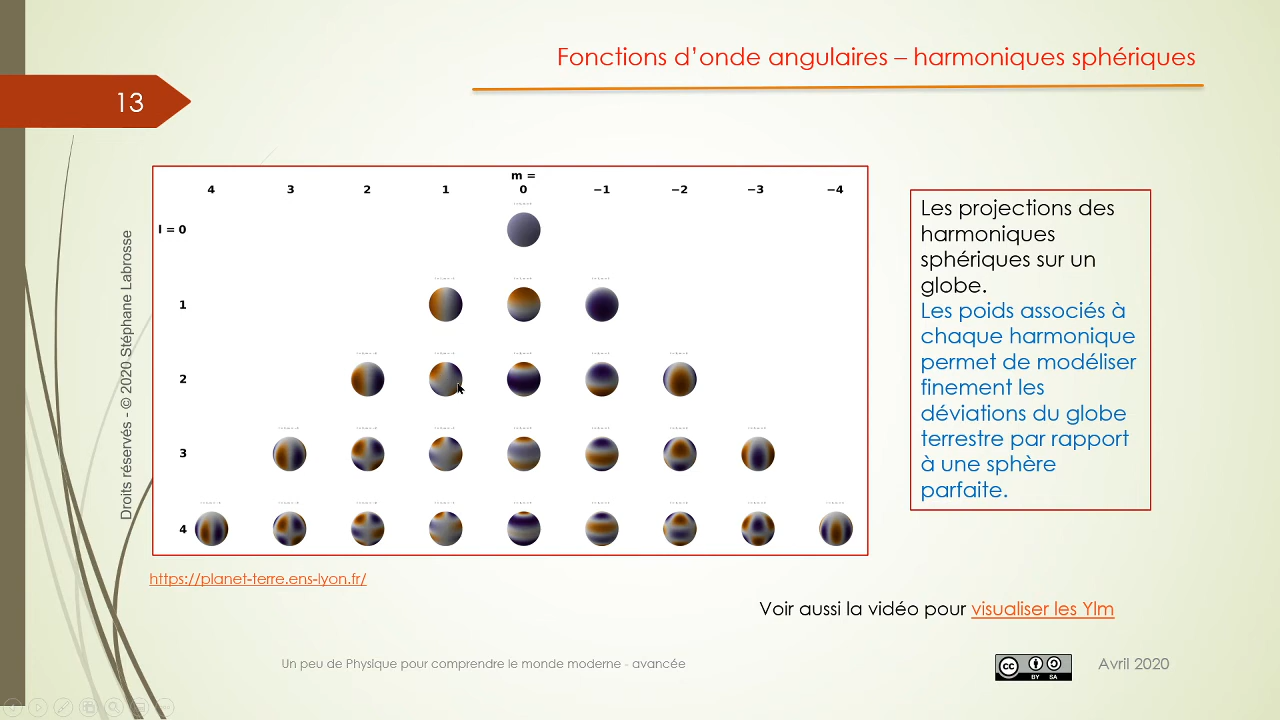 Fonctions d’onde angulaires – harmoniques sphériques
13
m =
4 3 2 1 0 −1 −2 −3 −4
l = 0
1
2
3
4
Droits réservés - © 2020 Stéphane Labrosse
Les projections des
harmoniques
sphériques sur un
globe.
Les poids associés à
chaque harmonique
permet de modéliser
finement les
déviations du globe
terrestre par rapport
à une sphère
parfaite.
https://planet-terre.ens-lyon.fr/
Voir aussi la vidéo pour visualiser les Ylm
Un peu de Physique pour comprendre le monde moderne - avancée
cc BY SA
Avril 2020